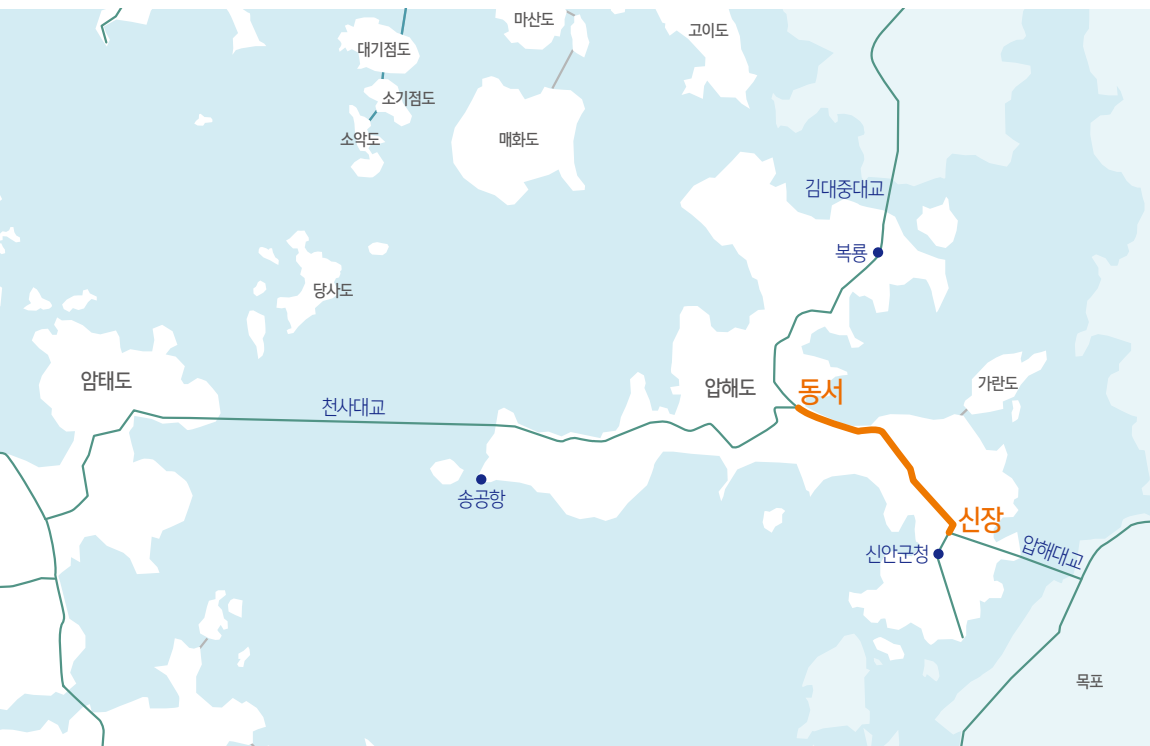 마산도
고이도
대기점도
소기점도
소악도
매화도
김대중대교
복룡
당사도
암태도
압해도
동서
가란도
천사대교
송공항
신장
신안군청
압해대교
목포